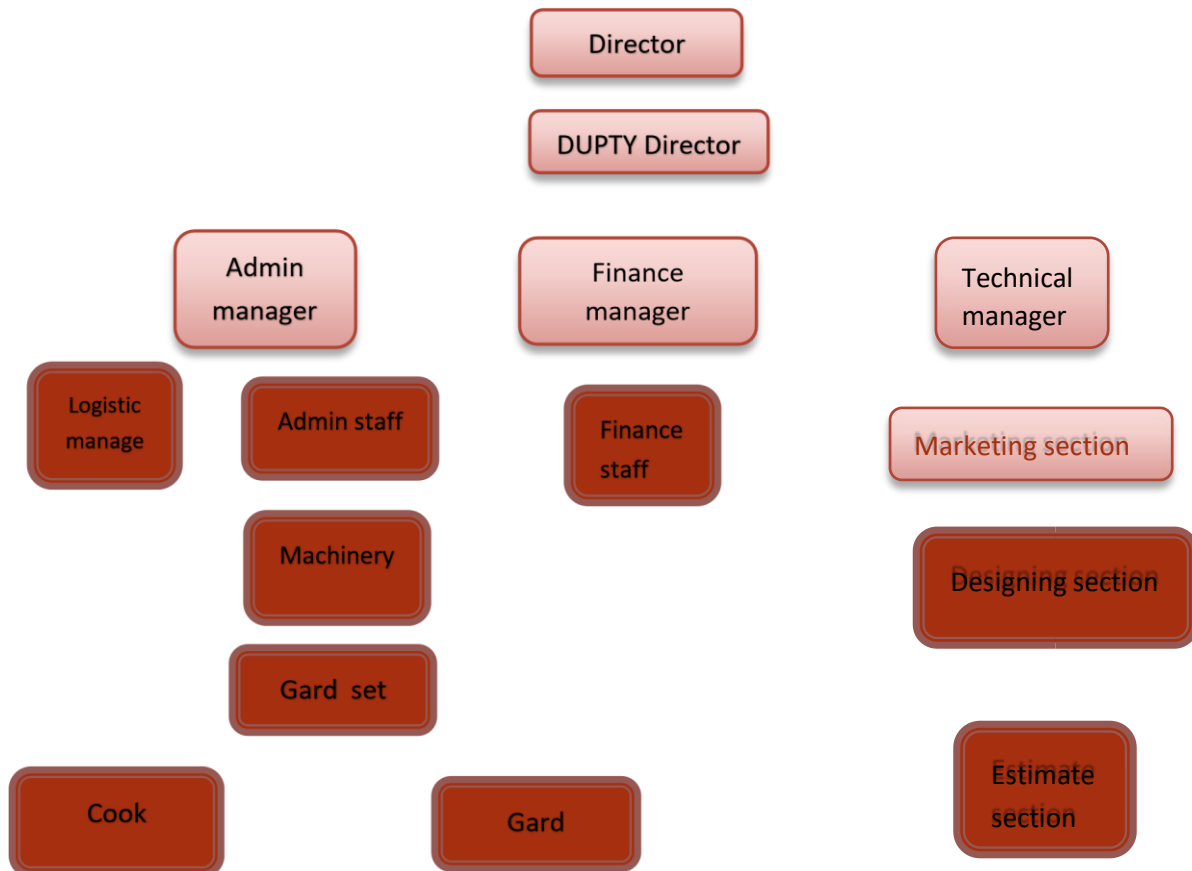 Director
DUPTY Director
Admin
manager
Finance
manager
Technical
manager
Logistic
manage
Admin staff
Finance
staff
Marketing section
Machinery
Designing section
Gard set
Estimate
section
Cook
Gard